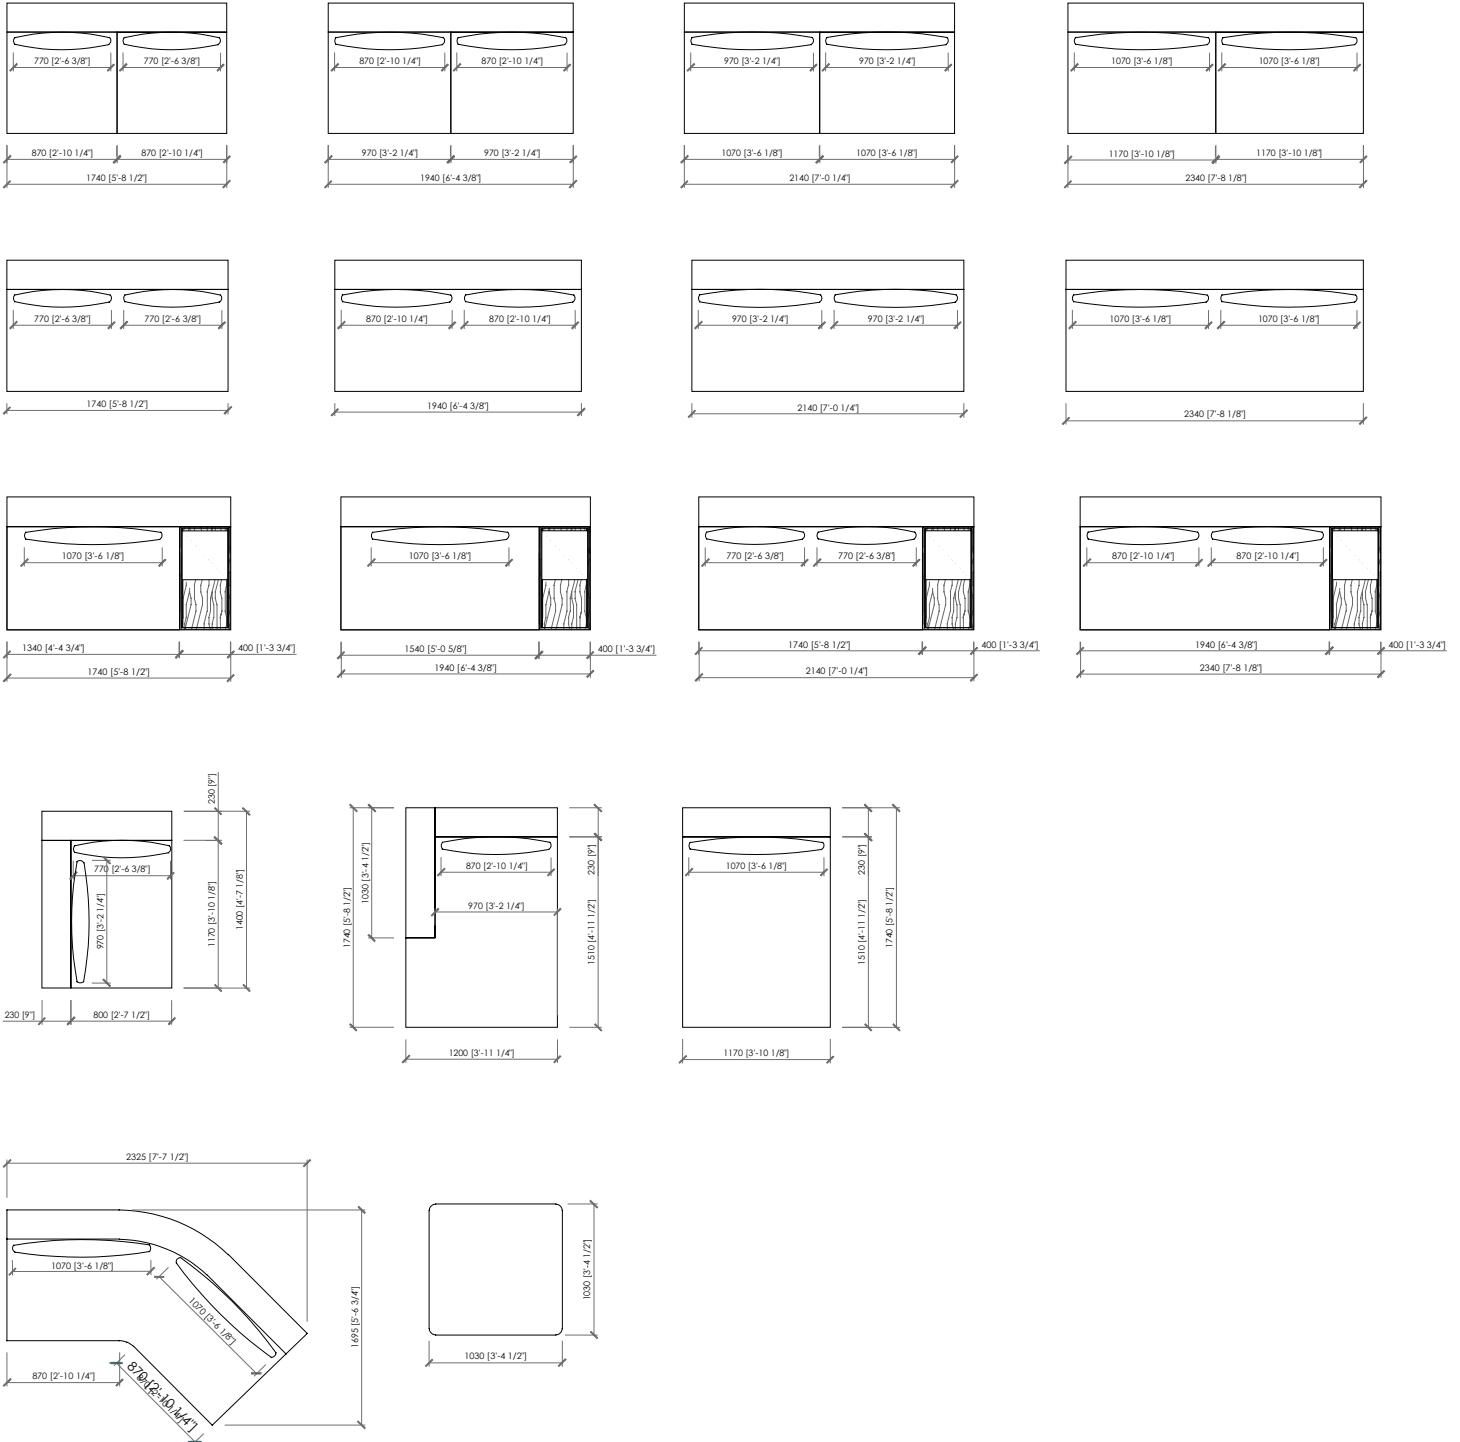 770 [2'-6 3/8"] 770 [2'-6 3/8"]
870 [2'-10 1/4"] 870 [2'-10 1/4"]
1740 [5'-8 1/2"]
870 [2'-10 1/4"] 870 [2'-10 1/4"]
970 [3'-2 1/4"] 970 [3'-2 1/4"]
1940 [6'-4 3/8"]
970 [3'-2 1/4"] 970 [3'-2 1/4"]
1070 [3'-6 1/8"] 1070 [3'-6 1/8"]
2140 [7'-0 1/4"]
1070 [3'-6 1/8"] 1070 [3'-6 1/8"]
1170 [3'-10 1/8"] 1170 [3'-10 1/8"]
2340 [7'-8 1/8"]
770 [2'-6 3/8"] 770 [2'-6 3/8"]
1740 [5'-8 1/2"]
870 [2'-10 1/4"] 870 [2'-10 1/4"]
1940 [6'-4 3/8"]
970 [3'-2 1/4"] 970 [3'-2 1/4"]
2140 [7'-0 1/4"]
1070 [3'-6 1/8"] 1070 [3'-6 1/8"]
2340 [7'-8 1/8"]
1070 [3'-6 1/8"]
1340 [4'-4 3/4"] 400 [1'-3 3/4"]
1740 [5'-8 1/2"]
1070 [3'-6 1/8"]
1540 [5'-0 5/8"] 400 [1'-3 3/4"]
1940 [6'-4 3/8"]
770 [2'-6 3/8"] 770 [2'-6 3/8"]
1740 [5'-8 1/2"] 400 [1'-3 3/4"]
2140 [7'-0 1/4"]
870 [2'-10 1/4"] 870 [2'-10 1/4"]
1940 [6'-4 3/8"] 400 [1'-3 3/4"]
2340 [7'-8 1/8"]
230 [9"]
770 [2'-6 3/8"]
970 [3'-2 1/4"]
1170 [3'-10 1/8"]
1400 [4'-7 1/8"]
230 [9"] 800 [2'-7 1/2"]
1740 [5'-8 1/2"]
1030 [3'-4 1/2"]
870 [2'-10 1/4"]
970 [3'-2 1/4"]
230 [9"]
1510 [4'-11 1/2"]
1200 [3'-11 1/4"]
1070 [3'-6 1/8"]
230 [9"]
1510 [4'-11 1/2"]
1740 [5'-8 1/2"]
1170 [3'-10 1/8"]
2325 [7'-7 1/2"]
1070 [3'-6 1/8"]
1070 [3'-6 1/8"]
1695 [5'-6 3/4"]
870 [2'-10 1/4"]
870 [2'-10 1/4"]
1030 [3'-4 1/2"]
1030 [3'-4 1/2"]